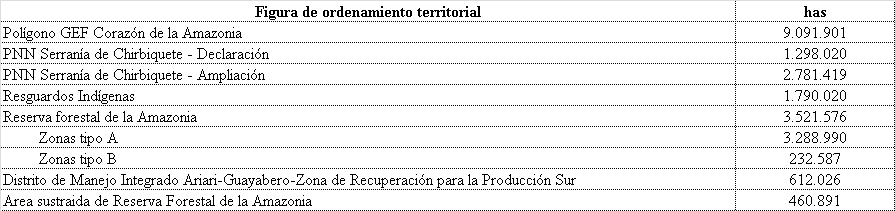 Figura de ordenamiento territorial has
Polígono GEF Corazón de la Amazonia 9.091.901
PNN Serranía de Chirbiquete - Declaración 1.298.020
PNN Serranía de Chirbiquete - Ampliación 2.781.419
Resguardos Indígenas 1.790.020
Reserva forestal de la Amazonia 3.521.576
Zonas tipo A 3.288.990
Zonas tipo B 232.587
Distrito de Manejo Integrado Ariari-Guayabero-Zona de Recuperación para la Producción Sur 612.026
Area sustraida de Reserva Forestal de la Amazonia 460.891